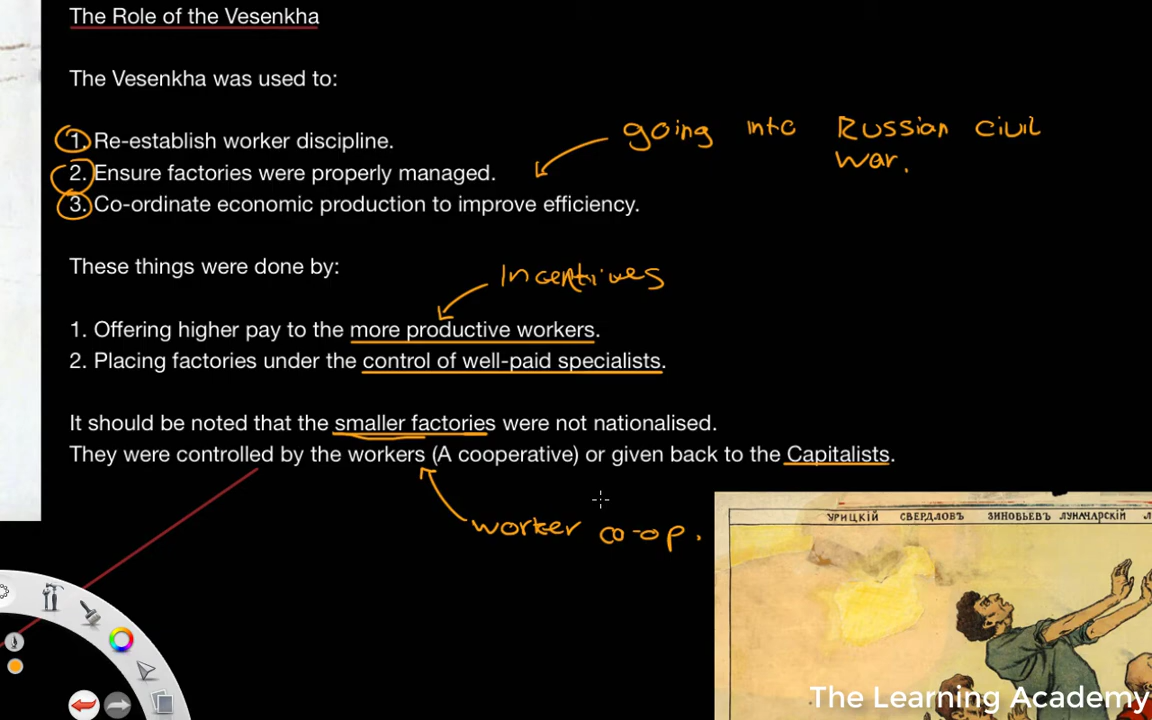 The Role of the Vesenkha
The Vesenkha was used to:
going into Russian civil
war.
1. Re-establish worker discipline.
2. Ensure factories were properly managed.
3. Co-ordinate economic production to improve efficiency.
These things were done by:
Incentives
1. Offering higher pay to the more productive workers.
2. Placing factories under the control of well-paid specialists.
It should be noted that the smaller factories were not nationalised.
They were controlled by the workers (A cooperative) or given back to the Capitalists.
worker co-op.
УРИЦКІЙ СВЕРДЛОВЪ ЗИНОВЬЕВЪ ЛУНАЧАРСКІЙ
The Learning Academy